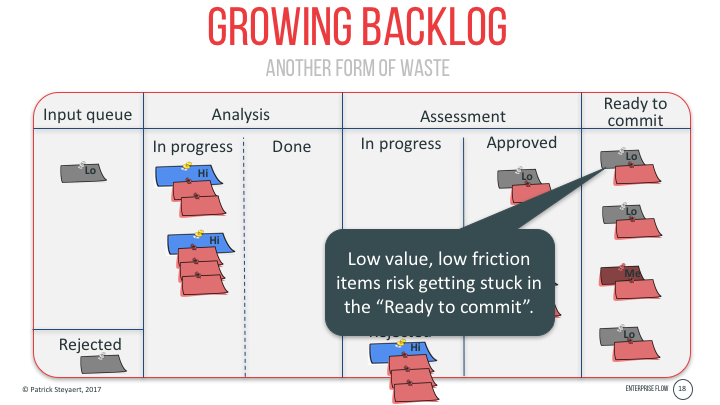 GROWING BACKLOG
ANOTHER FORM OF WASTE
Input queue
Analysis
Assessment
Ready to
commit
In progress
Done
In progress
Approved
Lo
Hi
Lo
Lo
Lo
Hi
Low value, low friction
items risk getting stuck in
the “Ready to commit”.
Me
Lo
Rejected
Rejected
Hi
© Patrick Steyaert, 2017
ENTERPRISE FLOW
18